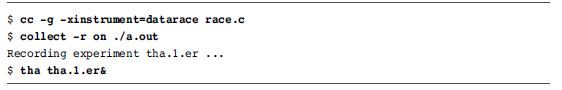 $ cc -g -xinstrument=datarace race.c
$ collect -r on ./a.out
Recording experiment tha.1.er ...
$ tha tha.1.er&